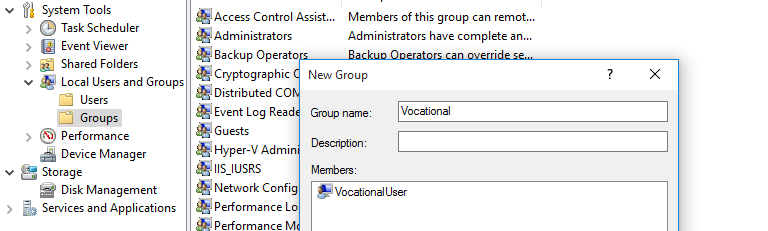 System Tools
Task Scheduler
Event Viewer
Shared Folders
Local Users and Groups
Users
Groups
Performance
Device Manager
Storage
Disk Management
Services and Applications
Access Control Assist... Members of this group can remot...
Administrators Administrators have complete an...
Backup Operators Backup Operators can override se...
Cryptographic O
Distributed COM
Event Log Reade
Guests
Hyper-V Admini
IIS_IUSRS
Network Config
Performance Lo
Performance Mo
New Group ?
Group name: Vocational
Description:
Members:
VocationalUser